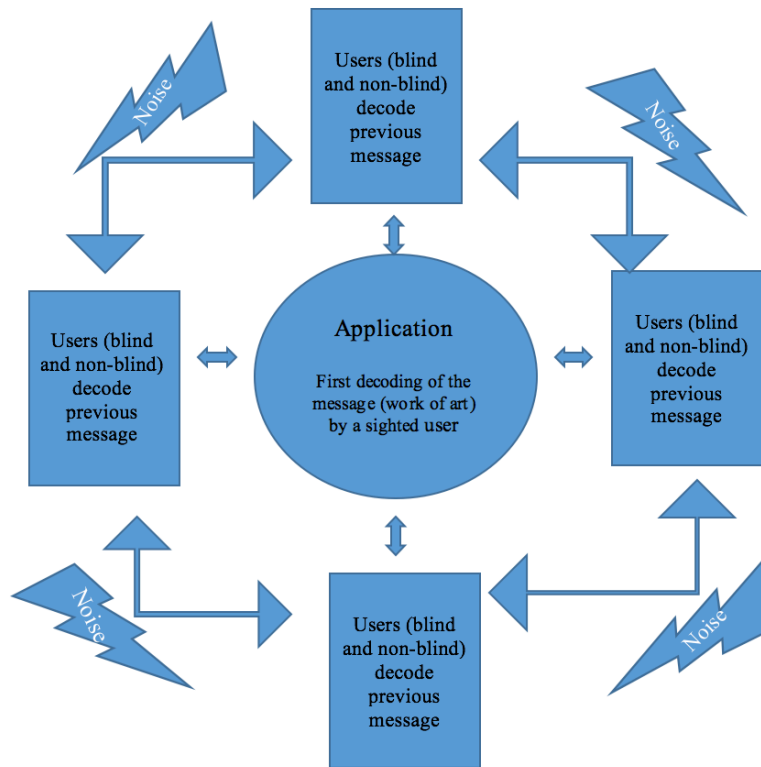 Noise
Users (blind
and non-blind)
decode
previous
message
Noise
Users (blind
and non-blind)
decode
previous
message
Application
First decoding of the
message (work of art)
by a sighted user
Users (blind
and non-blind)
decode
previous
message
Noise
Users (blind
and non-blind)
decode
previous
message
Noise